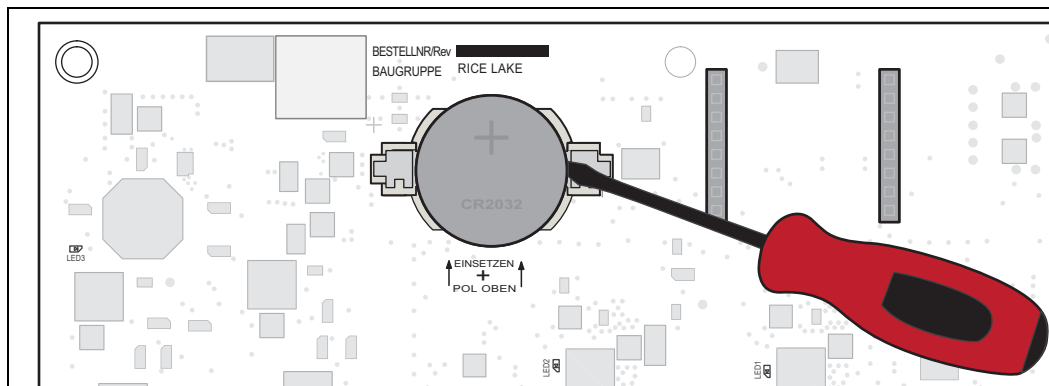 BESTELLNR/Rev
BAUGRUPPE RICE LAKE
+
CR2032
EINSETZEN
+
POL OBEN
LED3
LED2
LED1